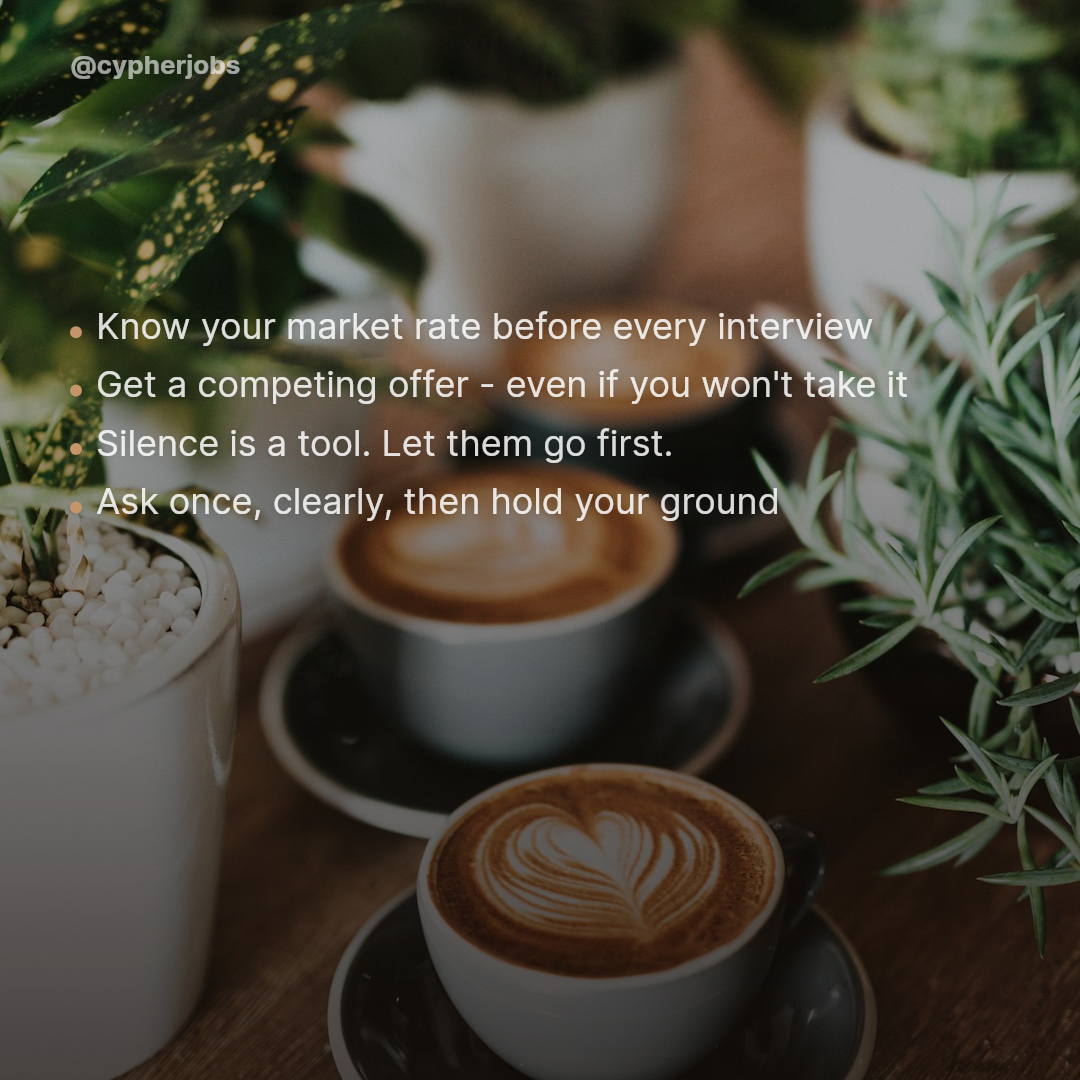 @cypherjobs
Know your market rate before every interview
Get a competing offer - even if you won't take it
Silence is a tool. Let them go first.
Ask once, clearly, then hold your ground